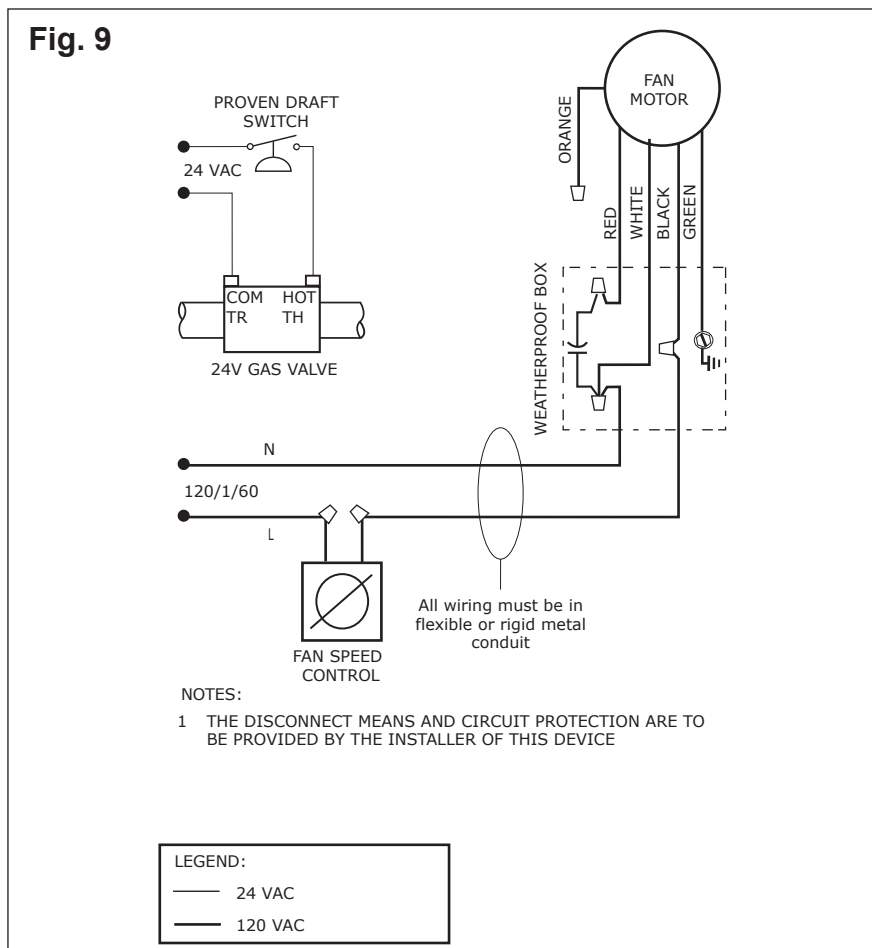 Fig. 9
PROVEN DRAFT
SWITCH
24 VAC
COM HOT
TR TH
24V GAS VALVE
FAN
MOTOR
ORANGE
RED
WHITE
BLACK
GREEN
WEATHERPROOF BOX
N
120/1/60
L
FAN SPEED
CONTROL
All wiring must be in
flexible or rigid metal
conduit
NOTES:
1 THE DISCONNECT MEANS AND CIRCUIT PROTECTION ARE TO
BE PROVIDED BY THE INSTALLER OF THIS DEVICE
LEGEND:
24 VAC
120 VAC